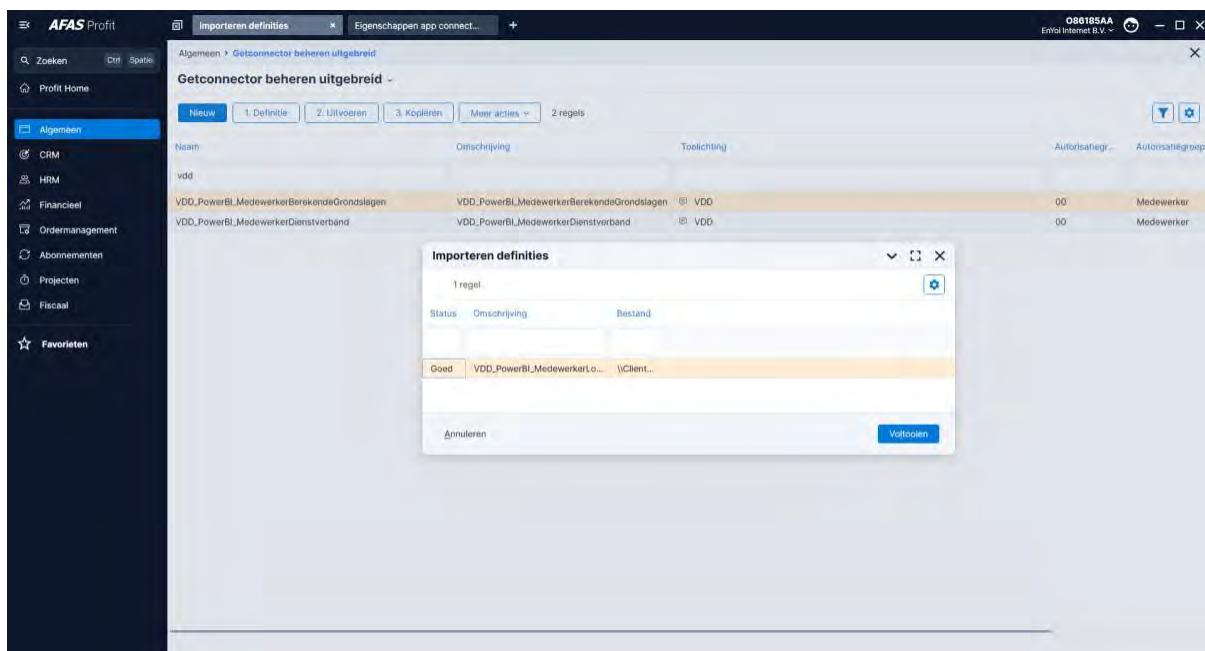 AFAS Profit
Importeren definities
Eigenschappen app connect...
O86185AA
EnYoi Internet B.V.
Zoeken Ctrl Spatie
Algemeen › Getconnector beheren uitgebreid
Profit Home
Getconnector beheren uitgebreid
Nieuw 1. Definitie 2. Uitvoeren 3. Kopiëren Meer acties 2 regels
Algemeen
CRM
HRM
Financieel
Ordermanagement
Abonnementen
Projecten
Fiscaal
Favorieten
Naam Omschrijving Toelichting Autorisatiegr... Autorisatiegroep
vdd
VDD_PowerBI_MedewerkerBerekendeGrondslagen VDD_PowerBI_MedewerkerBerekendeGrondslagen VDD 00 Medewerker
VDD_PowerBI_MedewerkerDienstverband VDD_PowerBI_MedewerkerDienstverband VDD 00 Medewerker
Importeren definities
1 regel
Status Omschrijving Bestand
Goed VDD_PowerBI_MedewerkerLo... \\Client...
Annuleren Voltooien